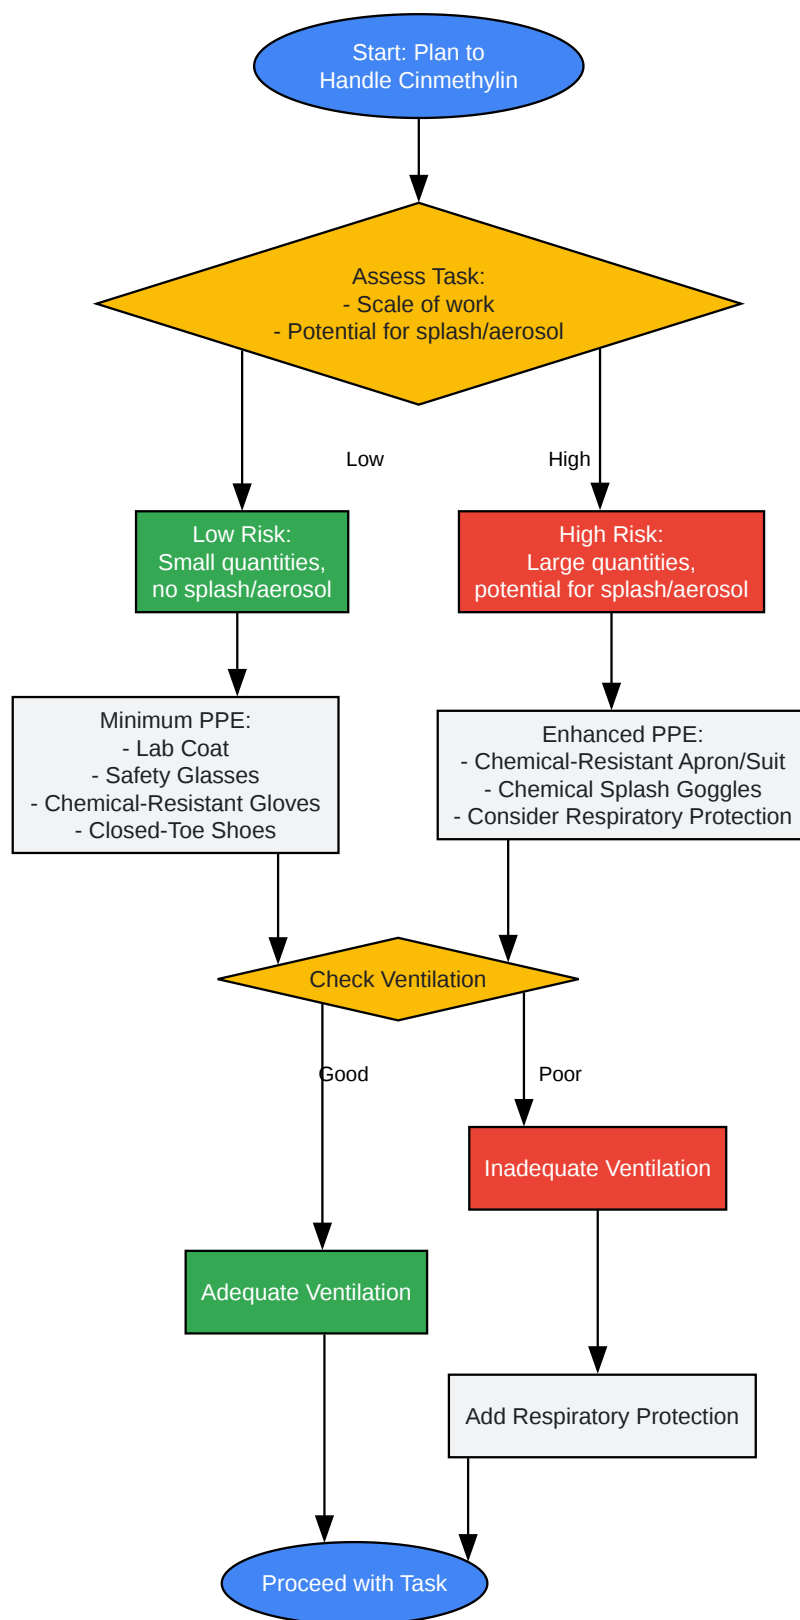 Start: Plan to
Handle Cinmethylin
Assess Task:
- Scale of work
- Potential for splash/aerosol
Low
High
Low Risk:
Small quantities,
no splash/aerosol
High Risk:
Large quantities,
potential for splash/aerosol
Minimum PPE:
- Lab Coat
- Safety Glasses
- Chemical-Resistant Gloves
- Closed-Toe Shoes
Enhanced PPE:
- Chemical-Resistant Apron/Suit
- Chemical Splash Goggles
- Consider Respiratory Protection
Check Ventilation
Good
Poor
Inadequate Ventilation
Adequate Ventilation
Add Respiratory Protection
Proceed with Task